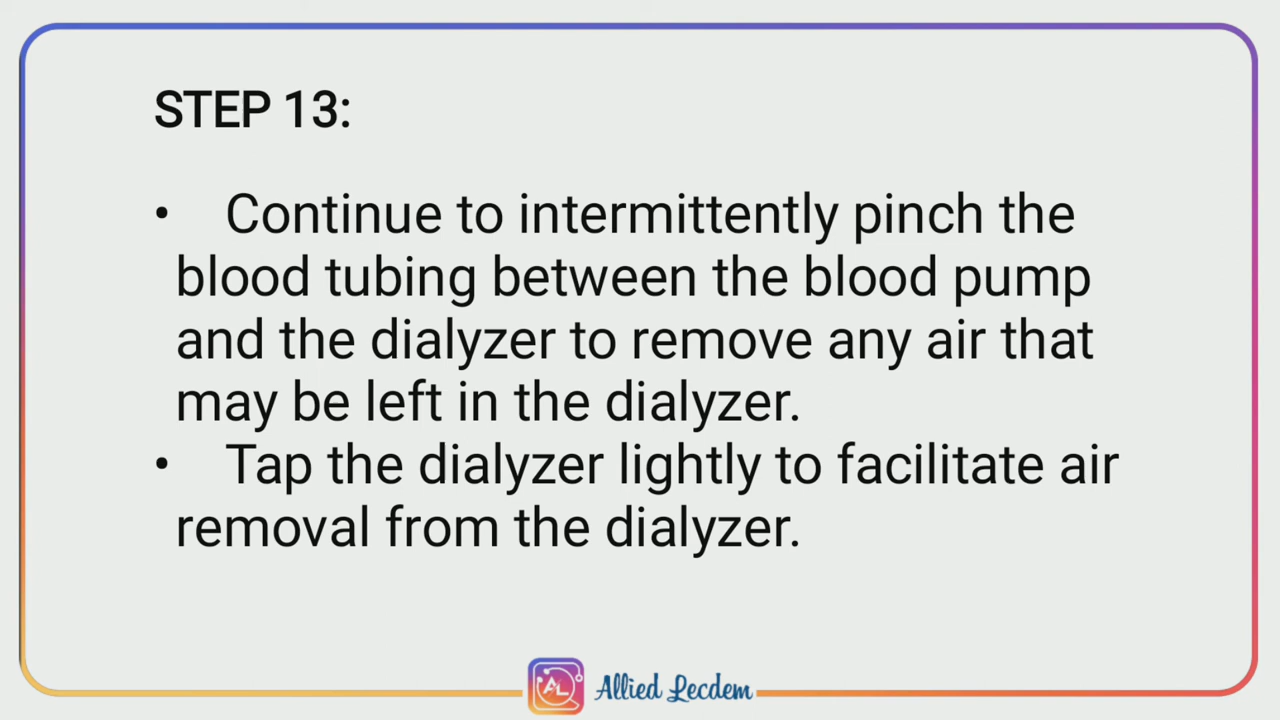 STEP 13:
• Continue to intermittently pinch the
blood tubing between the blood pump
and the dialyzer to remove any air that
may be left in the dialyzer.
• Tap the dialyzer lightly to facilitate air
removal from the dialyzer.
AL Allied Lecdem